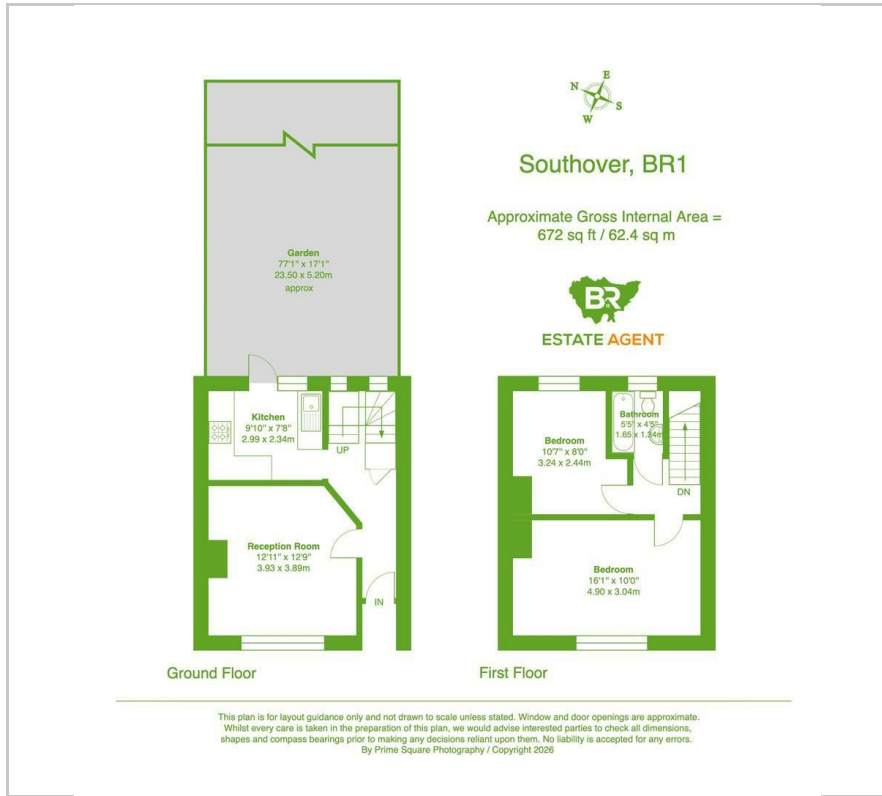 N
E
S
W
Southover, BR1
Approximate Gross Internal Area =
672 sq ft / 62.4 sq m
BR
ESTATE AGENT
Garden
77'1" x 17'1"
23.50 x 5.20m
approx
Kitchen
9'10" x 7'8"
2.99 x 2.34m
UP
Reception Room
12'11" x 12'9"
3.93 x 3.89m
IN
Ground Floor
Bathroom
5'5" x 4'5"
1.65 x 1.34m
Bedroom
10'7" x 8'0"
3.24 x 2.44m
DN
Bedroom
16'1" x 10'0"
4.90 x 3.04m
First Floor
This plan is for layout guidance only and not drawn to scale unless stated. Window and door openings are approximate.
Whilst every care is taken in the preparation of this plan, we would advise interested parties to check all dimensions,
shapes and compass bearings prior to making any decisions reliant upon them. No liability is accepted for any errors.
By Prime Square Photography / Copyright 2026